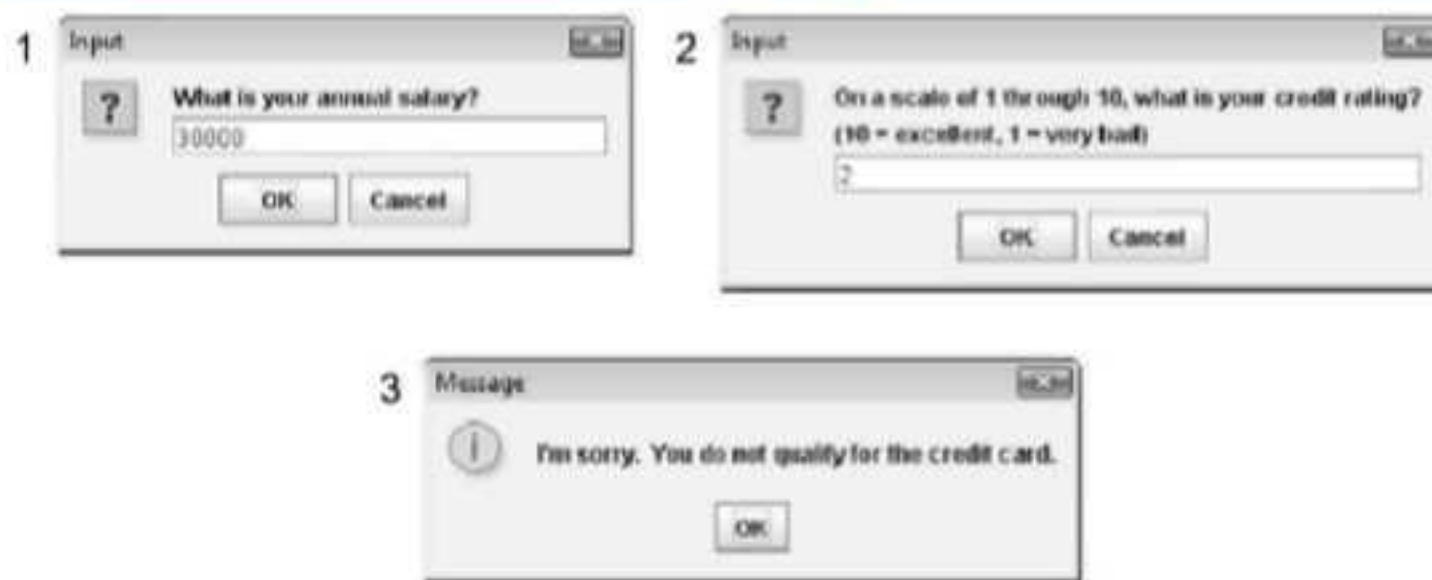 1
Input
What is your annual salary?
30000
OK
Cancel
2
Input
On a scale of 1 through 10, what is your credit rating?
(10 = excellent, 1 = very bad)
2
OK
Cancel
3
Message
I'm sorry. You do not qualify for the credit card.
OK